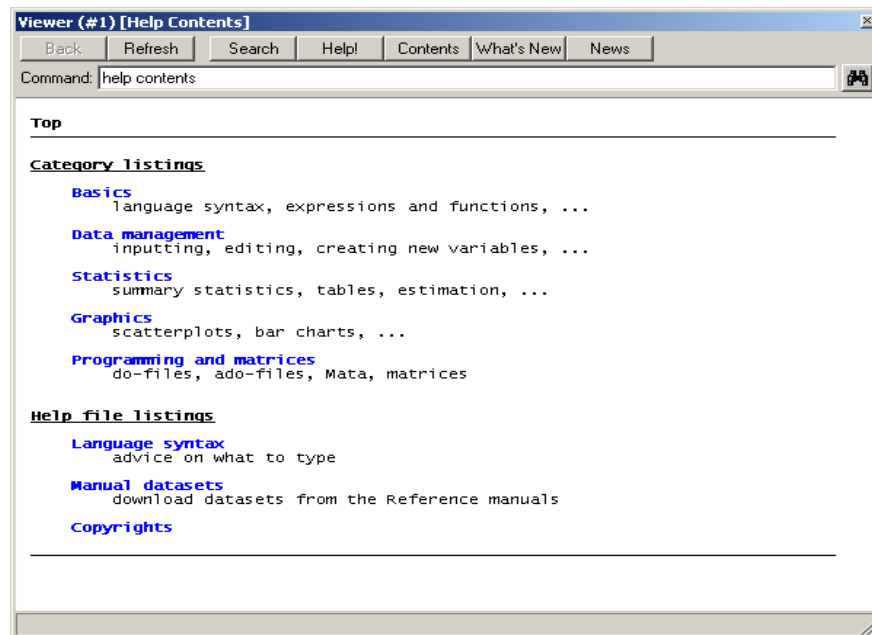 Viewer (#1) [Help Contents]
Back Refresh Search Help! Contents What's New News
Command: help contents
Top
Category listings
Basics
language syntax, expressions and functions, ...
Data management
inputting, editing, creating new variables, ...
Statistics
summary statistics, tables, estimation, ...
Graphics
scatterplots, bar charts, ...
Programming and matrices
do-files, ado-files, Mata, matrices
Help file listings
Language syntax
advice on what to type
Manual datasets
download datasets from the Reference manuals
Copyrights